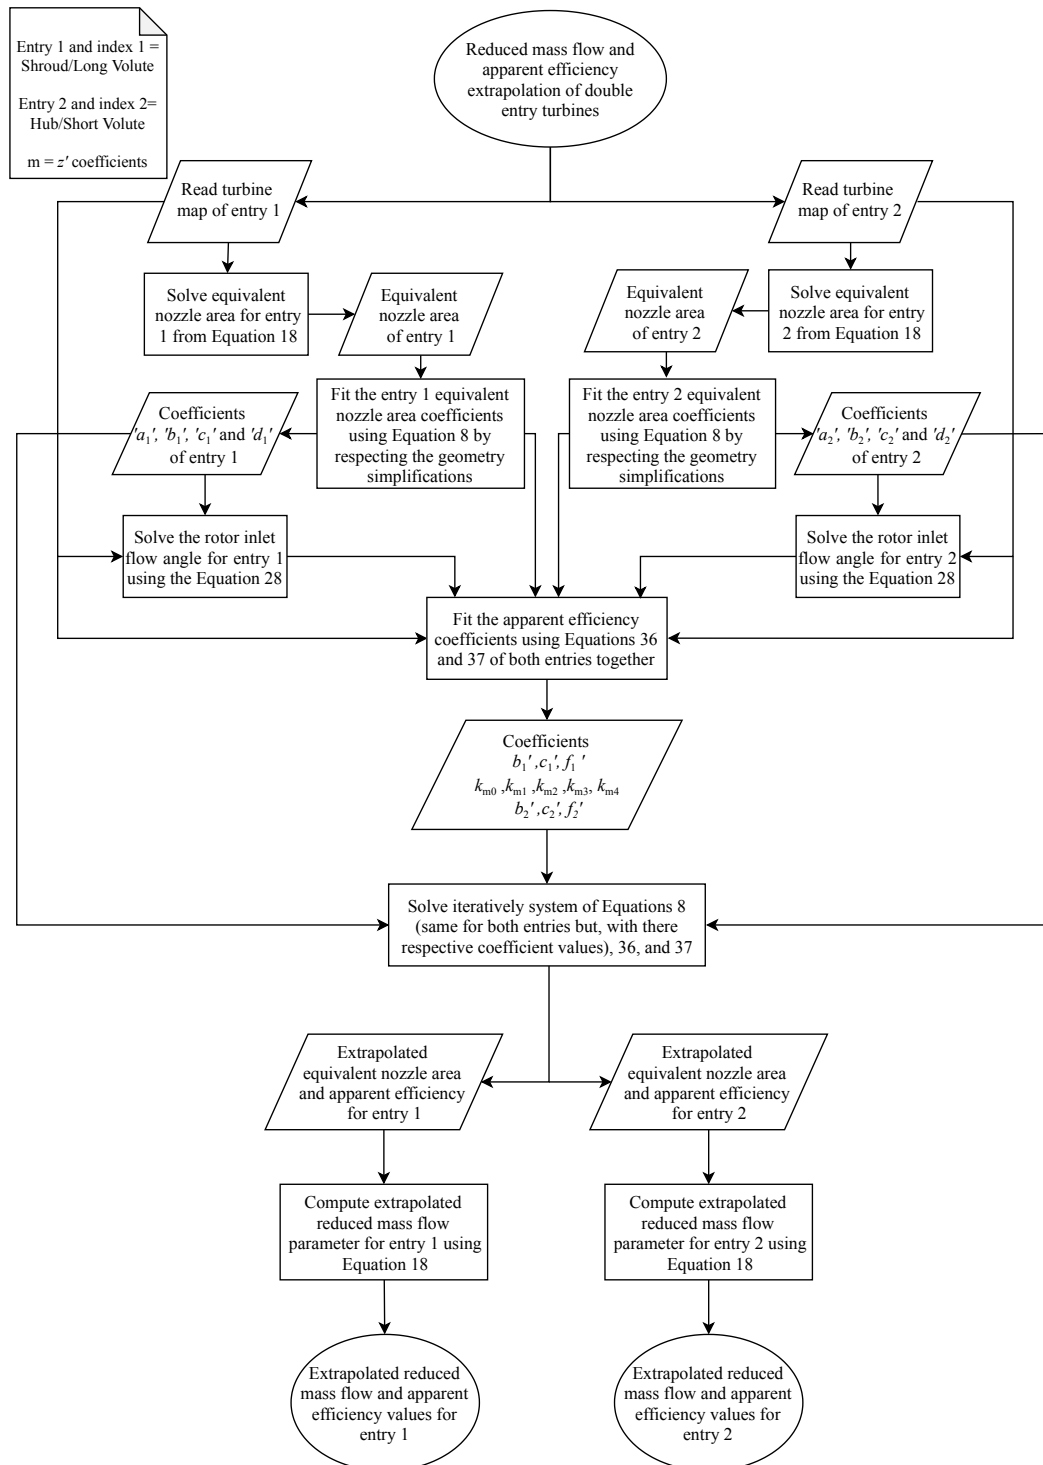 Entry 1 and index 1 =
Shroud/Long Volute
Entry 2 and index 2=
Hub/Short Volute
m = z' coefficients
Reduced mass flow and
apparent efficiency
extrapolation of double
entry turbines
Read turbine
map of entry 1
Read turbine
map of entry 2
Solve equivalent
nozzle area for entry
1 from Equation 18
Equivalent
nozzle area
of entry 1
Equivalent
nozzle area
of entry 2
Solve equivalent
nozzle area for entry
2 from Equation 18
Coefficients
'a₁', 'b₁', 'c₁' and 'd₁'
of entry 1
Fit the entry 1 equivalent
nozzle area coefficients
using Equation 8 by
respecting the geometry
simplifications
Fit the entry 2 equivalent
nozzle area coefficients
using Equation 8 by
respecting the geometry
simplifications
Coefficients
'a₂', 'b₂', 'c₂' and 'd₂'
of entry 2
Solve the rotor inlet
flow angle for entry 1
using the Equation 28
Solve the rotor inlet
flow angle for entry 2
using the Equation 28
Fit the apparent efficiency
coefficients using Equations 36
and 37 of both entries together
Coefficients
b₁' ,c₁', f₁ '
kₘ₀ ,kₘ₁ ,kₘ₂ ,kₘ₃, kₘ₄
b₂' ,c₂', f₂'
Solve iteratively system of Equations 8
(same for both entries but, with there
respective coefficient values), 36, and 37
Extrapolated
equivalent nozzle area
and apparent efficiency
for entry 1
Extrapolated
equivalent nozzle area
and apparent efficiency
for entry 2
Compute extrapolated
reduced mass flow
parameter for entry 1 using
Equation 18
Compute extrapolated
reduced mass flow
parameter for entry 2 using
Equation 18
Extrapolated reduced
mass flow and apparent
efficiency values for
entry 1
Extrapolated reduced
mass flow and apparent
efficiency values for
entry 2